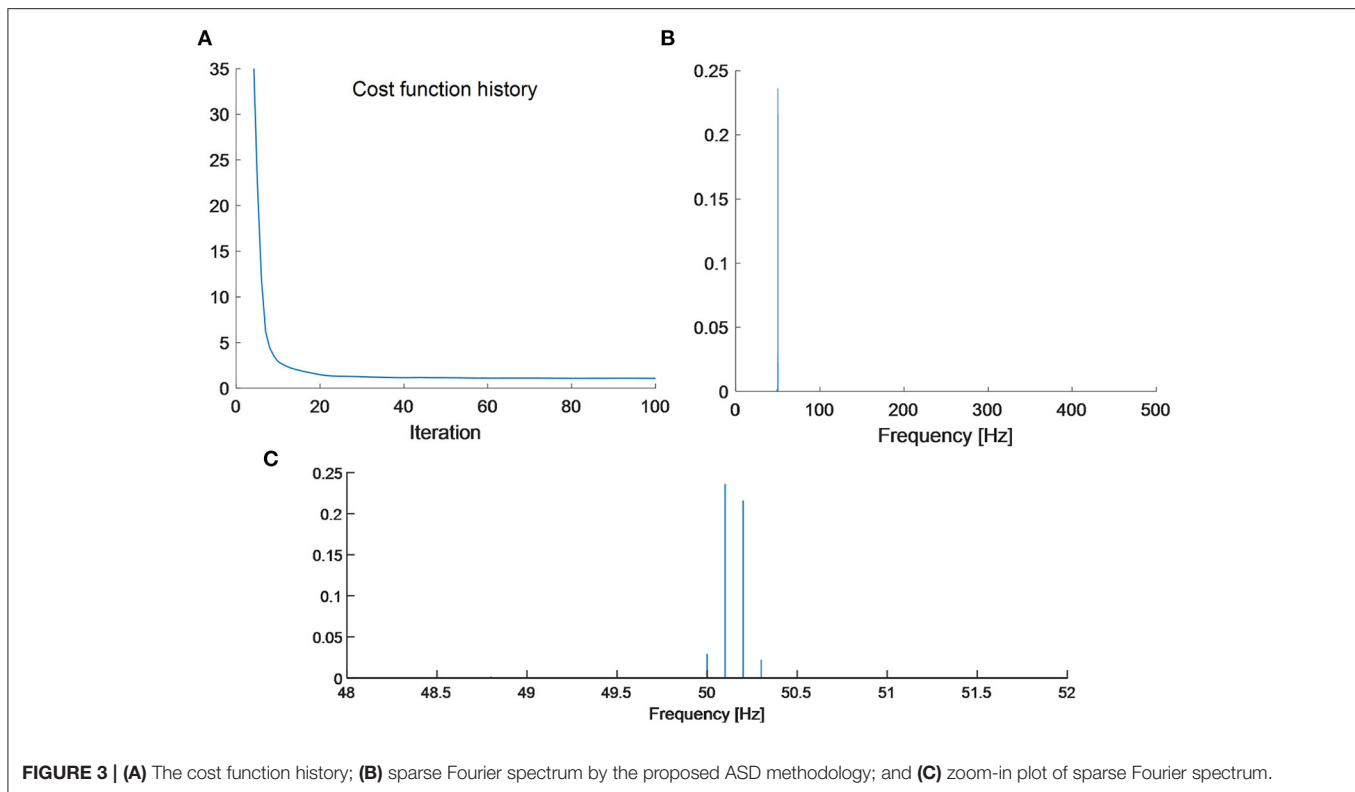 A
35
30
25
20
15
10
5
0
Cost function history
0 20 40 60 80 100
Iteration
B
0.25
0.2
0.15
0.1
0.05
0
0 100 200 300 400 500
Frequency [Hz]
C
0.25
0.2
0.15
0.1
0.05
0
48 48.5 49 49.5 50 50.5 51 51.5 52
Frequency [Hz]
FIGURE 3 | (A) The cost function history; (B) sparse Fourier spectrum by the proposed ASD methodology; and (C) zoom-in plot of sparse Fourier spectrum.